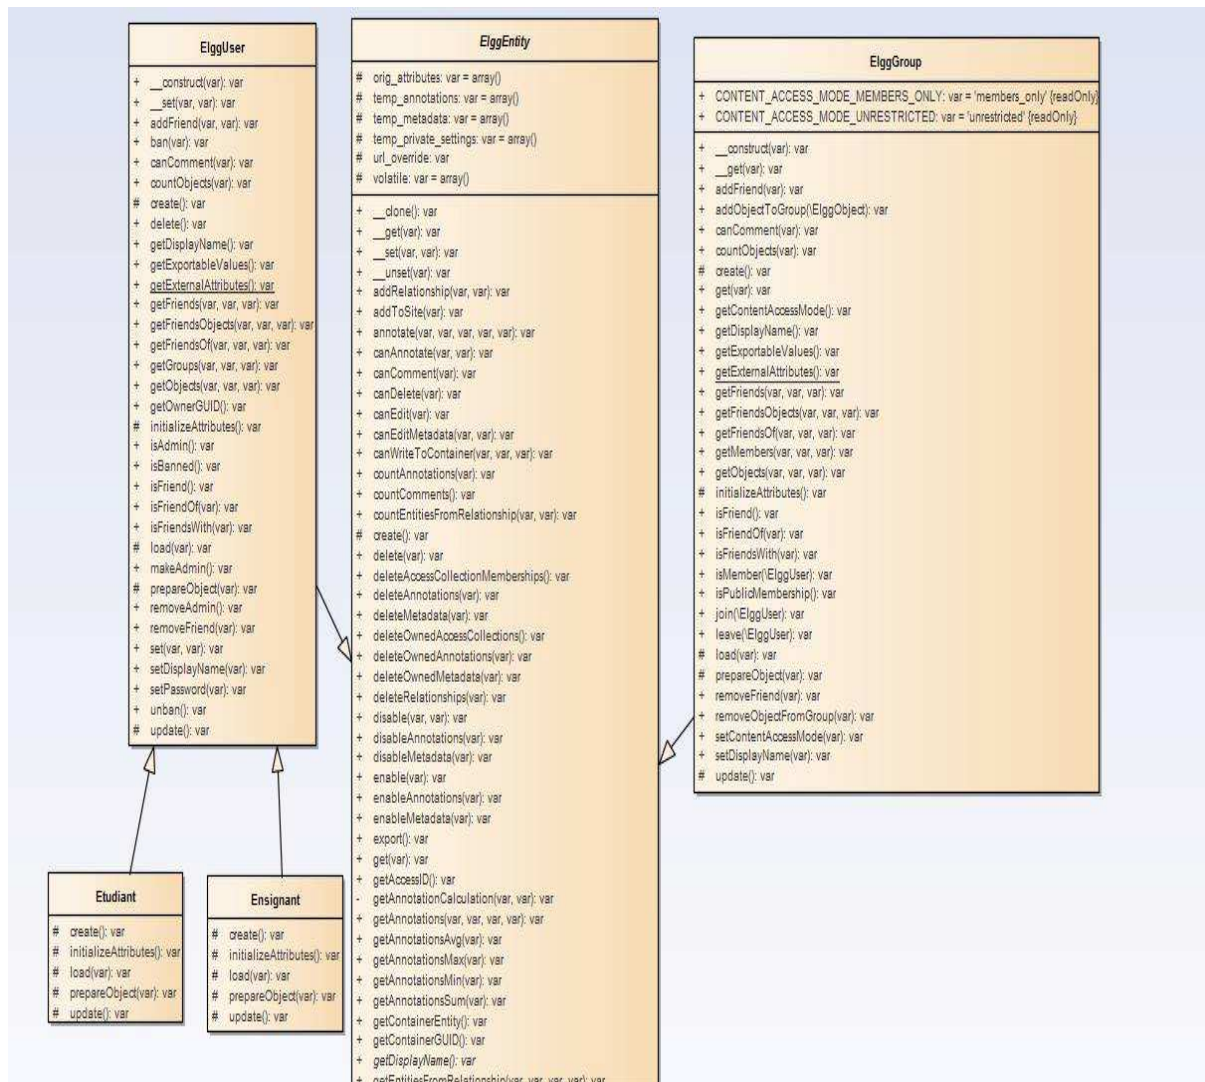 ElggUser
+ __construct(var): var
+ __set(var, var): var
+ addFriend(var, var): var
+ ban(var): var
+ canComment(var): var
+ countObjects(var): var
# create(): var
+ delete(): var
+ getDisplayName(): var
+ getExportableValues(): var
+ getExternalAttributes(): var
+ getFriends(var, var, var): var
+ getFriendsObjects(var, var, var): var
+ getFriendsOf(var, var, var): var
+ getGroups(var, var, var): var
+ getObjects(var, var, var): var
+ getOwnerGUID(): var
# initializeAttributes(): var
+ isAdmin(): var
+ isBanned(): var
+ isFriend(): var
+ isFriendOf(var): var
+ isFriendsWith(var): var
# load(var): var
+ makeAdmin(): var
# prepareObject(var): var
+ removeAdmin(): var
+ removeFriend(var): var
+ set(var, var): var
+ setDisplayName(var): var
+ setPassword(var): var
+ unban(): var
# update(): var
Etudiant
# create(): var
# initializeAttributes(): var
# load(var): var
# prepareObject(var): var
# update(): var
Ensignant
# create(): var
# initializeAttributes(): var
# load(var): var
# prepareObject(var): var
# update(): var
ElggEntity
# orig_attributes: var = array()
# temp_annotations: var = array()
# temp_metadata: var = array()
# temp_private_settings: var = array()
# url_override: var
# volatile: var = array()
+ __clone(): var
+ __get(var): var
+ __set(var, var): var
+ __unset(var): var
+ addRelationship(var, var): var
+ addToSite(var): var
+ annotate(var, var, var, var, var): var
+ canAnnotate(var, var): var
+ canComment(var): var
+ canDelete(var): var
+ canEdit(var): var
+ canEditMetadata(var, var): var
+ canWriteToContainer(var, var, var): var
+ countAnnotations(var): var
+ countComments(): var
+ countEntitiesFromRelationship(var, var): var
# create(): var
+ delete(var): var
+ deleteAccessCollectionMemberships(): var
+ deleteAnnotations(var): var
+ deleteMetadata(var): var
+ deleteOwnedAccessCollections(): var
+ deleteOwnedAnnotations(var): var
+ deleteOwnedMetadata(var): var
+ deleteRelationships(var): var
+ disable(var, var): var
+ disableAnnotations(var): var
+ disableMetadata(var): var
+ enable(var): var
+ enableAnnotations(var): var
+ enableMetadata(var): var
+ export(): var
+ get(var): var
+ getAccessID(): var
- getAnnotationCalculation(var, var): var
+ getAnnotations(var, var, var, var): var
+ getAnnotationsAvg(var): var
+ getAnnotationsMax(var): var
+ getAnnotationsMin(var): var
+ getAnnotationsSum(var): var
+ getContainerEntity(): var
+ getContainerGUID(): var
+ getDisplayName(): var
+ getEntitiesFromRelationship(var, var, var, var): var
ElggGroup
+ CONTENT_ACCESS_MODE_MEMBERS_ONLY: var = 'members_only' {readOnly}
+ CONTENT_ACCESS_MODE_UNRESTRICTED: var = 'unrestricted' {readOnly}
+ __construct(var): var
+ __get(var): var
+ addFriend(var): var
+ addObjectToGroup(\ElggObject): var
+ canComment(var): var
+ countObjects(var): var
# create(): var
+ get(var): var
+ getContentAccessMode(): var
+ getDisplayName(): var
+ getExportableValues(): var
+ getExternalAttributes(): var
+ getFriends(var, var, var): var
+ getFriendsObjects(var, var, var): var
+ getFriendsOf(var, var, var): var
+ getMembers(var, var, var): var
+ getObjects(var, var, var): var
# initializeAttributes(): var
+ isFriend(): var
+ isFriendOf(var): var
+ isFriendsWith(var): var
+ isMember(\ElggUser): var
+ isPublicMembership(): var
+ join(\ElggUser): var
+ leave(\ElggUser): var
# load(var): var
# prepareObject(var): var
+ removeFriend(var): var
+ removeObjectFromGroup(var): var
+ setContentAccessMode(var): var
+ setDisplayName(var): var
# update(): var